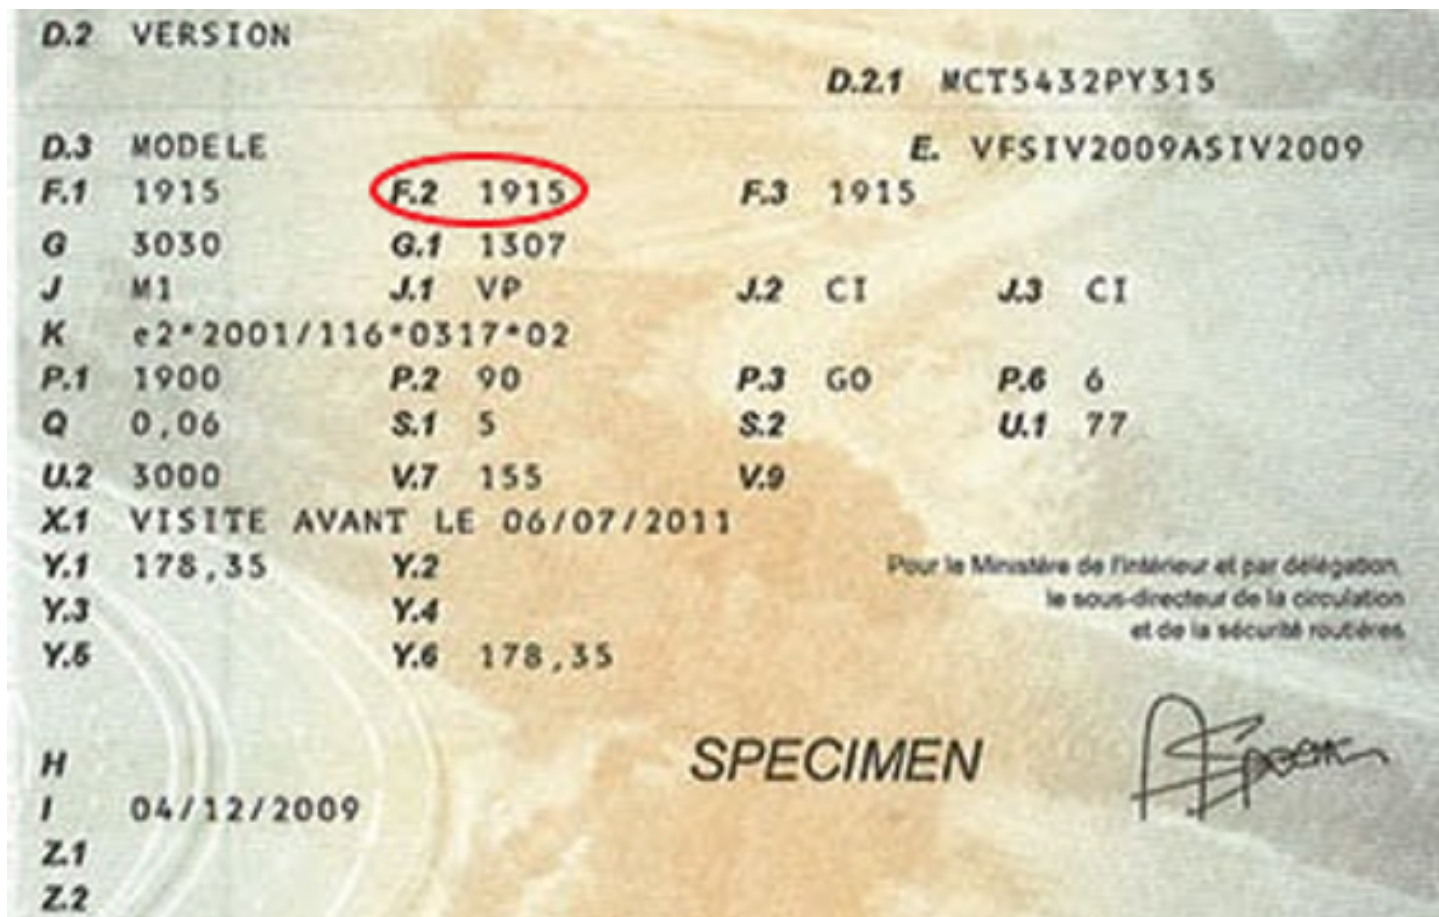 D.2 VERSION
D.2.1 MCT5432PY315
D.3 MODELE E. VFSIV2009ASIV2009
F.1 1915 F.2 1915 F.3 1915
G 3030 G.1 1307
J M1 J.1 VP J.2 CI J.3 CI
K e2*2001/116*0317*02
P.1 1900 P.2 90 P.3 GO P.6 6
Q 0,06 S.1 5 S.2 U.1 77
U.2 3000 V.7 155 V.9
X.1 VISITE AVANT LE 06/07/2011
Y.1 178,35 Y.2
Pour le Ministère de l'Intérieur et par délégation,
Y.3 Y.4 le sous-directeur de la circulation
et de la sécurité routières
Y.5 Y.6 178,35
SPECIMEN
H
I 04/12/2009
Z.1
Z.2